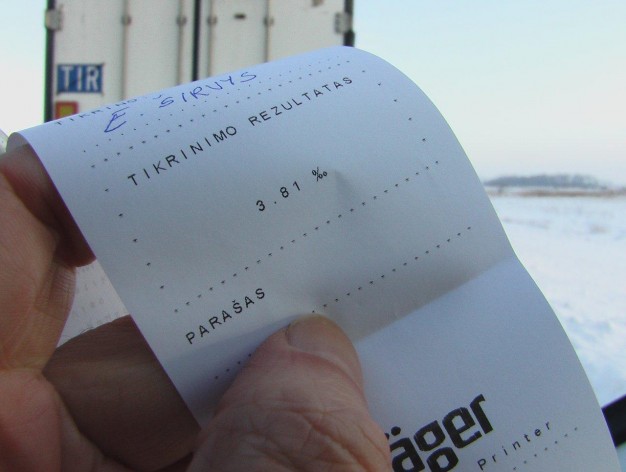 TIR
E SIRVYS
TIKRINIMO REZULTATAS
3.81 ‰
PARAŠAS
äger
Printer